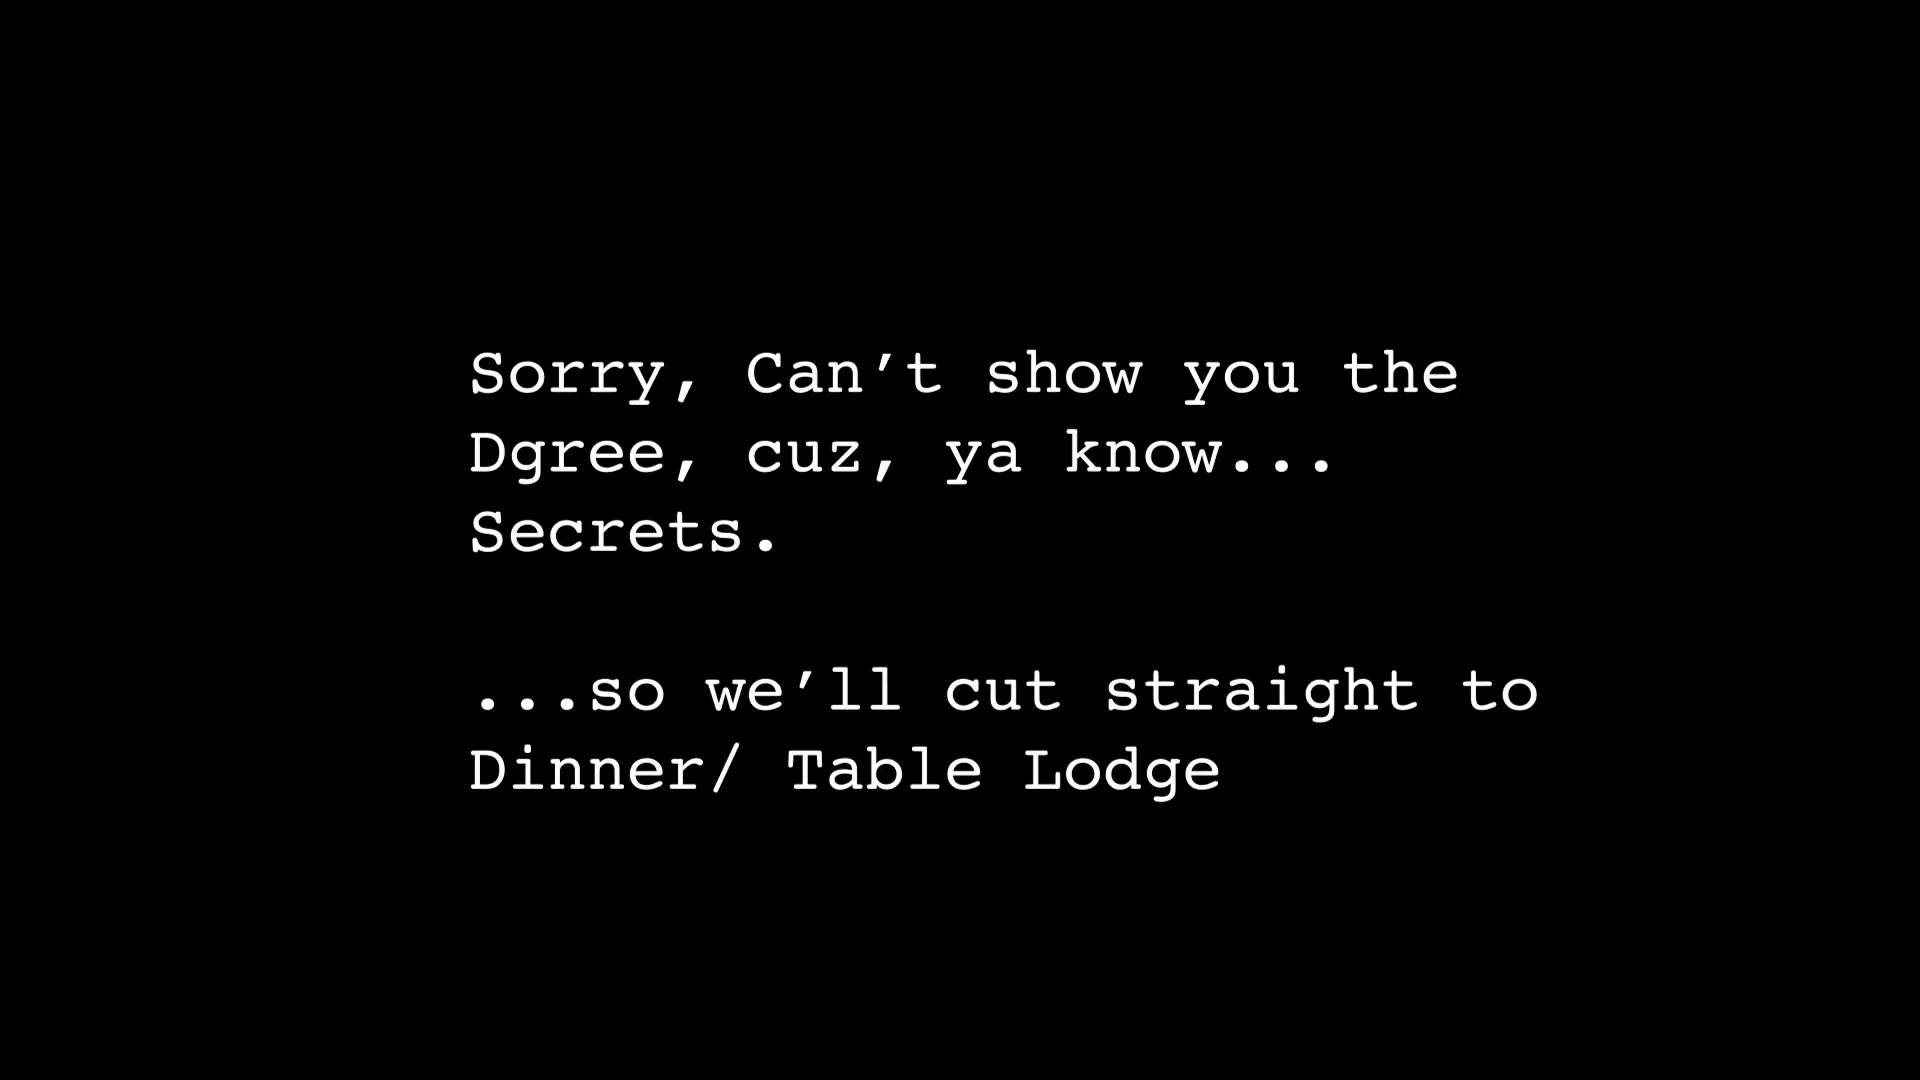 Sorry, Can’t show you the
Dgree, cuz, ya know...
Secrets.
...so we’ll cut straight to
Dinner/ Table Lodge